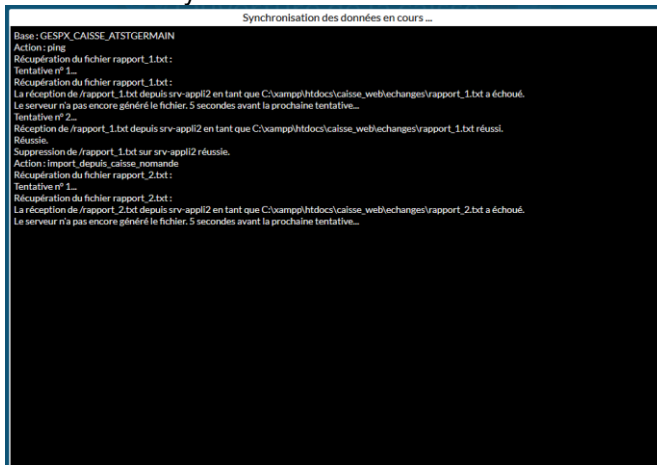 Synchronisation des données en cours ...
Base : GESPX_CAISSE_ATSTGERMAIN
Action : ping
Récupération du fichier rapport_1.txt :
Tentative n° 1...
Récupération du fichier rapport_1.txt :
La réception de /rapport_1.txt depuis srv-appli2 en tant que C:\xampp\htdocs\caisse_web\echanges\rapport_1.txt a échoué.
Le serveur n'a pas encore généré le fichier. 5 secondes avant la prochaine tentative...
Tentative n° 2...
Réception de /rapport_1.txt depuis srv-appli2 en tant que C:\xampp\htdocs\caisse_web\echanges\rapport_1.txt réussi.
Réussie.
Suppression de /rapport_1.txt sur srv-appli2 réussie.
Action : import_depuis_caisse_nomande
Récupération du fichier rapport_2.txt :
Tentative n° 1...
Récupération du fichier rapport_2.txt :
La réception de /rapport_2.txt depuis srv-appli2 en tant que C:\xampp\htdocs\caisse_web\echanges\rapport_2.txt a échoué.
Le serveur n'a pas encore généré le fichier. 5 secondes avant la prochaine tentative...